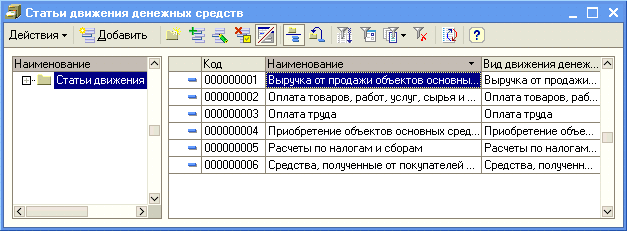 Статьи движения денежных средств
Действия Добавить ?
Наименование
Статьи движения
Код Наименование Вид движения денеж...
000000001 Выручка от продажи объектов основны... Выручка от продажи...
000000002 Оплата товаров, работ, услуг, сырья и ... Оплата товаров, раб...
000000003 Оплата труда Оплата труда
000000004 Приобретение объектов основных сред... Приобретение объе...
000000005 Расчеты по налогам и сборам Расчеты по налогам...
000000006 Средства, полученные от покупателей ... Средства, полученн...